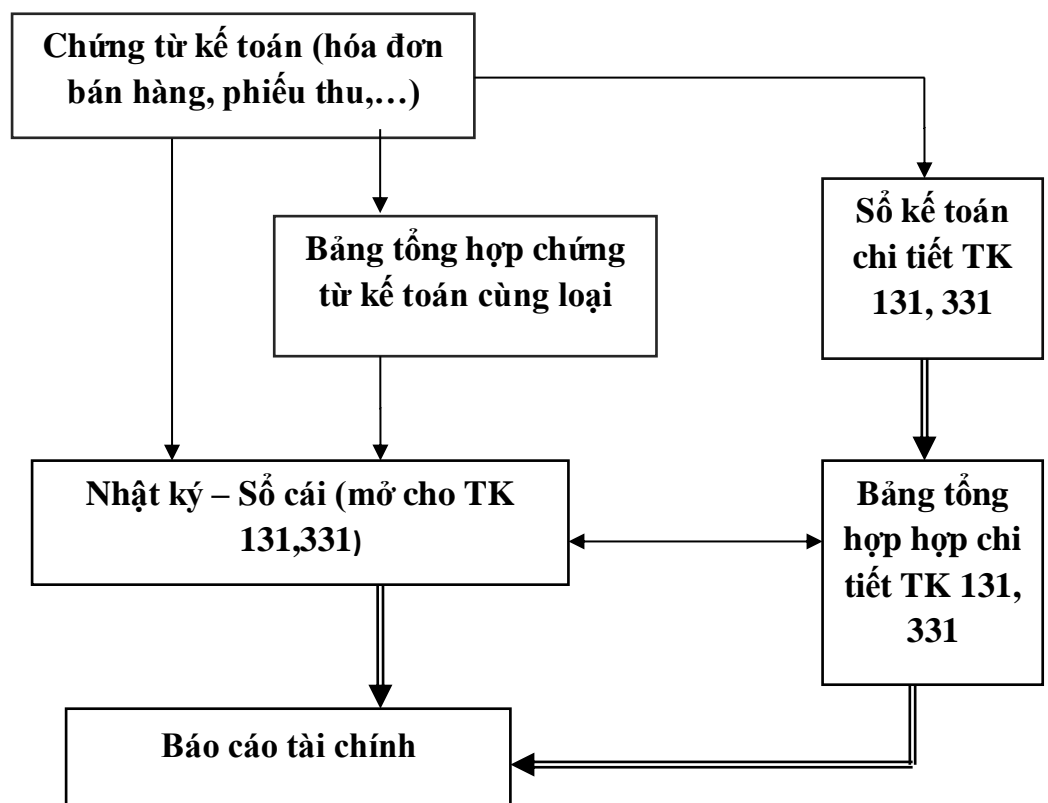 Chứng từ kế toán (hóa đơn
bán hàng, phiếu thu,…)
Sổ kế toán
chi tiết TK
131, 331
Bảng tổng hợp chứng
từ kế toán cùng loại
Nhật ký – Sổ cái (mở cho TK
131,331)
Bảng tổng
hợp hợp chi
tiết TK 131,
331
Báo cáo tài chính